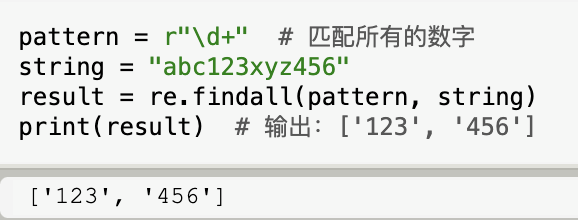 pattern = r"\d+"  # 匹配所有的数字
string = "abc123xyz456"
result = re.findall(pattern, string)
print(result)  # 输出：['123', '456']
['123', '456']